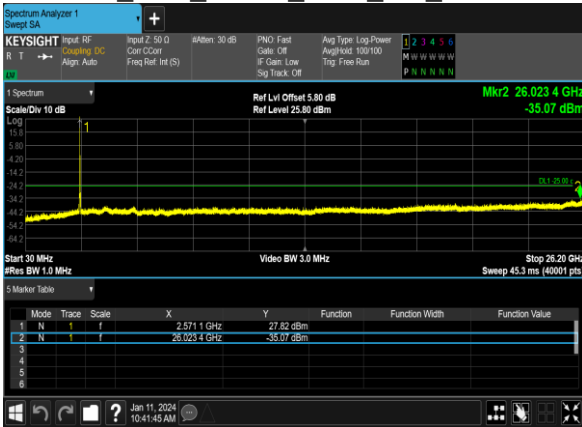 Spectrum Analyzer 1
Swept SA
+
KEYSIGHT Input: RF Input Z: 50 Ω #Atten: 30 dB PNO: Fast Avg Type: Log-Power 1 2 3 4 5 6
R T Coupling: DC Corr CCorr Gate: Off Avg|Hold: 100/100 M W W W W W
Align: Auto Freq Ref: Int (S) IF Gain: Low Trig: Free Run
LU Sig Track: Off P N N N N N
1 Spectrum
Ref Lvl Offset 5.80 dB Mkr2 26.023 4 GHz
Scale/Div 10 dB Ref Level 25.80 dBm -35.07 dBm
Log
15.8 1
5.80
-4.20
-14.2
-24.2 DL1 -25.00
-34.2
-44.2
-54.2
-64.2
Start 30 MHz Video BW 3.0 MHz Stop 26.20 GHz
#Res BW 1.0 MHz Sweep 45.3 ms (40001 pts)
5 Marker Table
Mode Trace Scale X Y Function Function Width Function Value
1 N 1 f 2.571 1 GHz 27.82 dBm
2 N 1 f 26.023 4 GHz -35.07 dBm
3
4
5
6
? Jan 11, 2024
10:41:45 AM